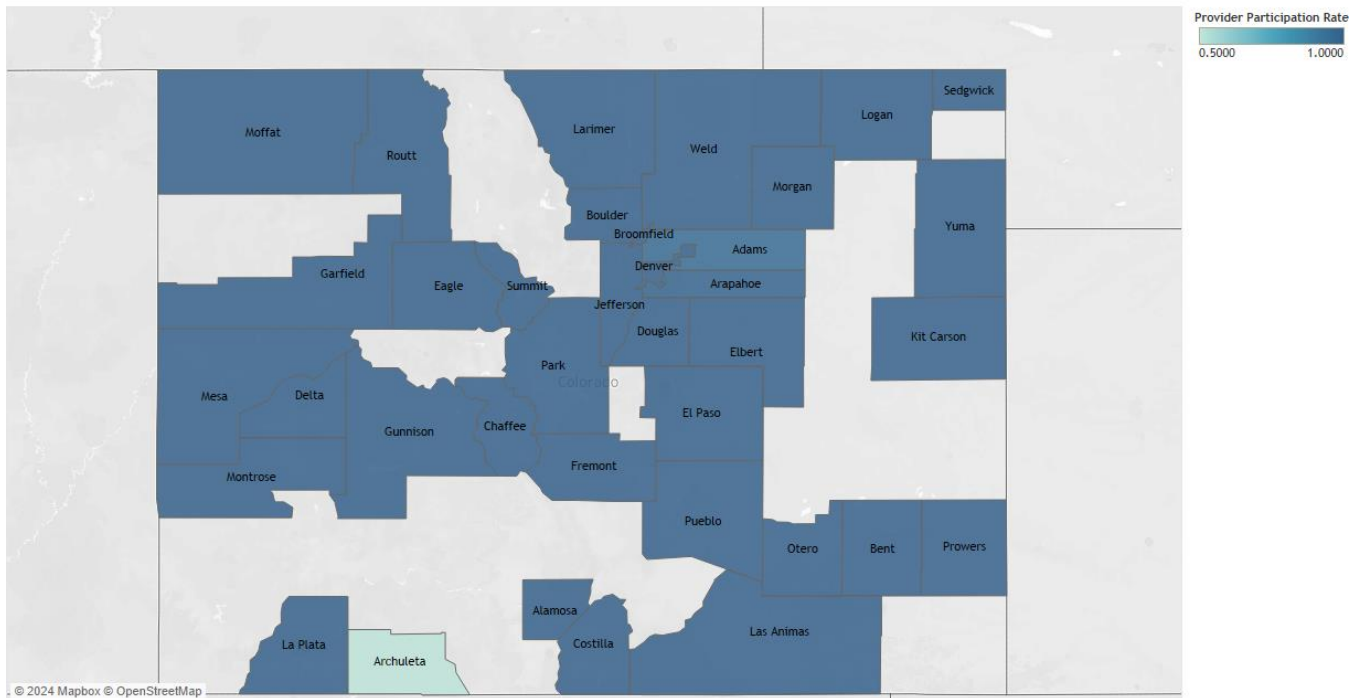 Provider Participation Rate
0.5000 1.0000
Sedgwick
Logan
Moffat
Larimer
Weld
Routt
Morgan
Boulder
Yuma
Broomfield
Adams
Denver
Garfield
Eagle
Summit
Arapahoe
Jefferson
Douglas
Kit Carson
Elbert
Park
Colorado
Mesa
Delta
El Paso
Chaffee
Gunnison
Fremont
Montrose
Pueblo
Otero
Bent
Prowers
Alamosa
Las Animas
La Plata
Costilla
Archuleta
© 2024 Mapbox © OpenStreetMap